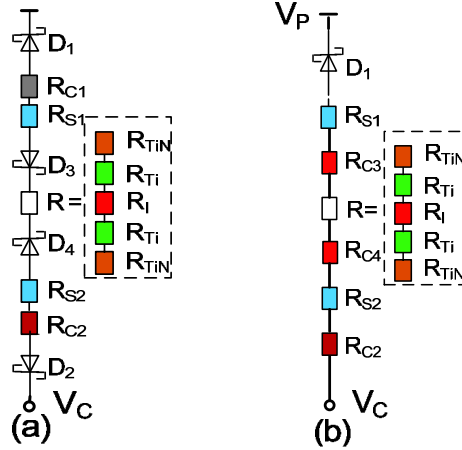 D1
RC1
RS1
D3
R=
D4
RS2
RC2
D2
VC
(a)
RTiN
RTi
RI
RTi
RTiN
VP
D1
RS1
RC3
R=
RC4
RS2
RC2
VC
(b)
RTiN
RTi
RI
RTi
RTiN